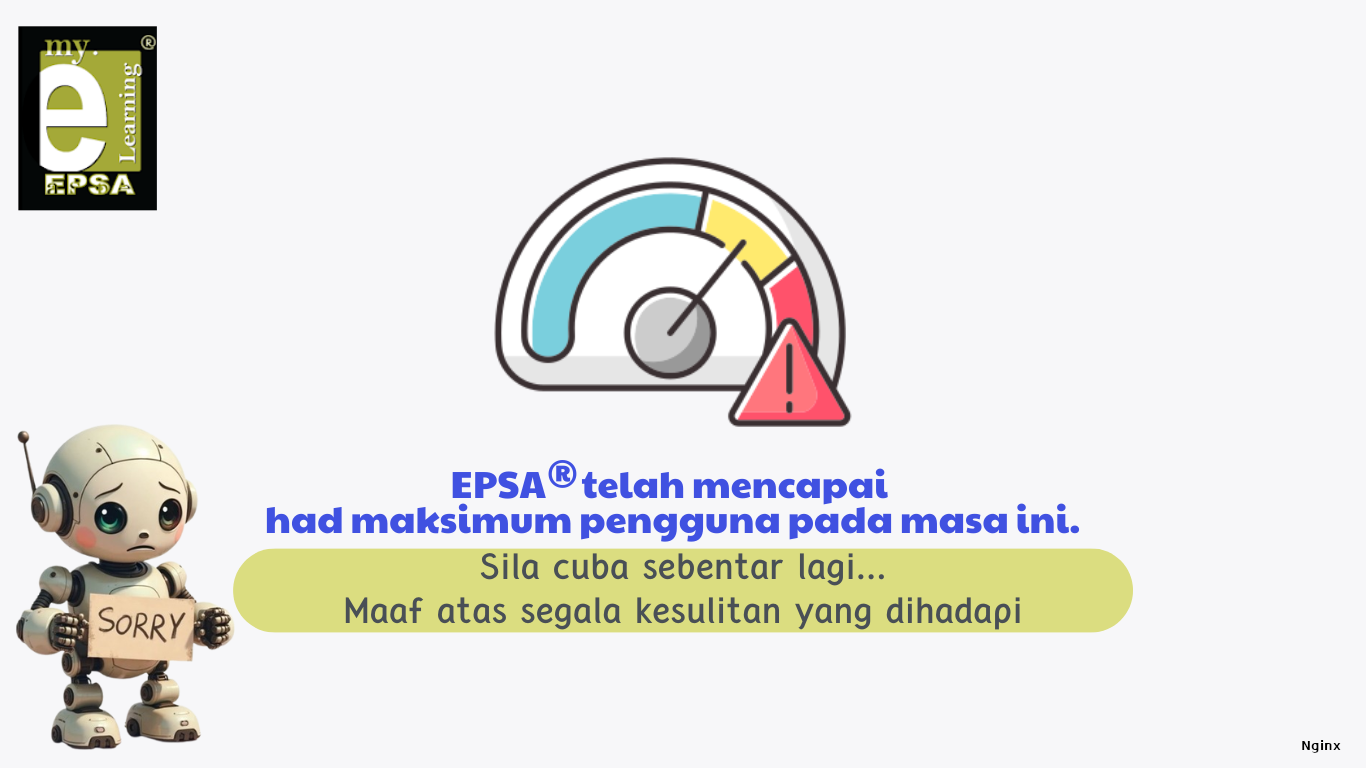 my.
®
e
Learning
EPSA
EPSA® telah mencapai
had maksimum pengguna pada masa ini.
Sila cuba sebentar lagi...
Maaf atas segala kesulitan yang dihadapi
SORRY
Nginx